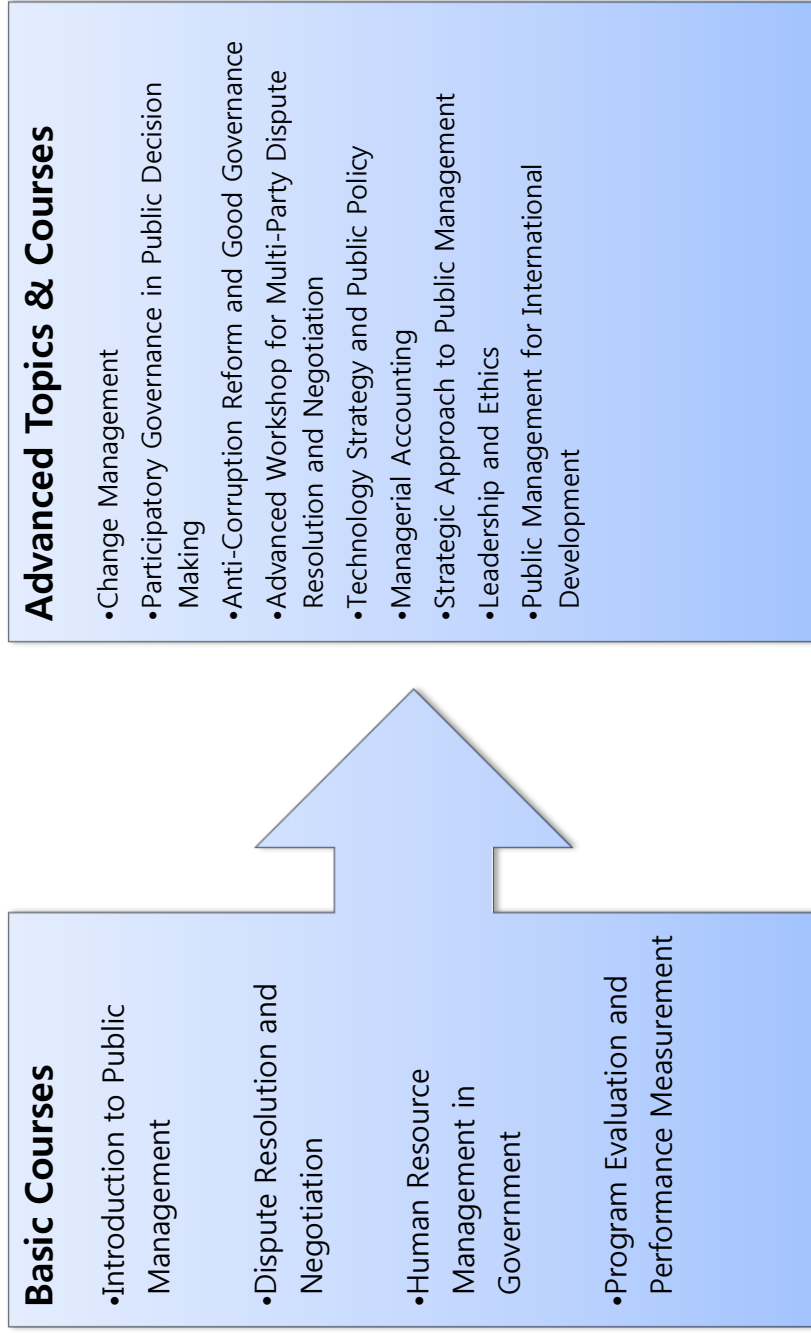 Basic Courses
•Introduction to Public
Management
•Dispute Resolution and
Negotiation
•Human Resource
Management in
Government
•Program Evaluation and
Performance Measurement
Advanced Topics & Courses
•Change Management
•Participatory Governance in Public Decision
Making
•Anti-Corruption Reform and Good Governance
•Advanced Workshop for Multi-Party Dispute
Resolution and Negotiation
•Technology Strategy and Public Policy
•Managerial Accounting
•Strategic Approach to Public Management
•Leadership and Ethics
•Public Management for International
Development